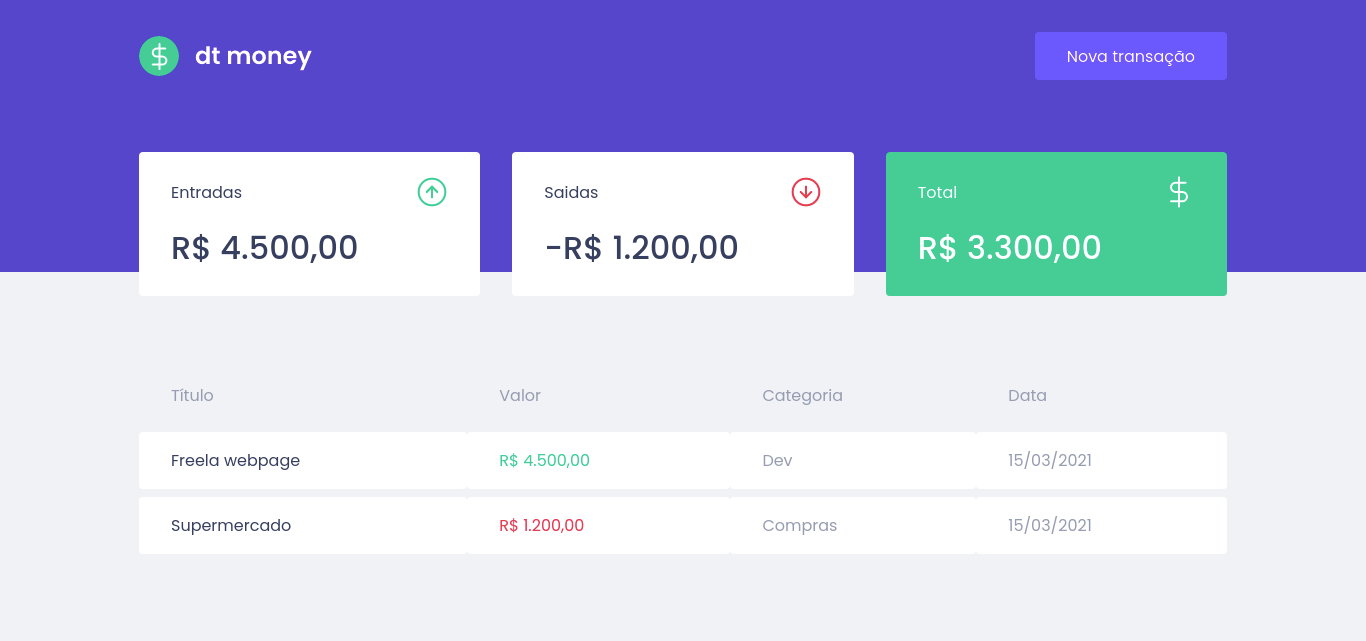 dt money
Nova transação
Entradas
R$ 4.500,00
Saidas
-R$ 1.200,00
Total
R$ 3.300,00
Título Valor Categoria Data
Freela webpage R$ 4.500,00 Dev 15/03/2021
Supermercado R$ 1.200,00 Compras 15/03/2021